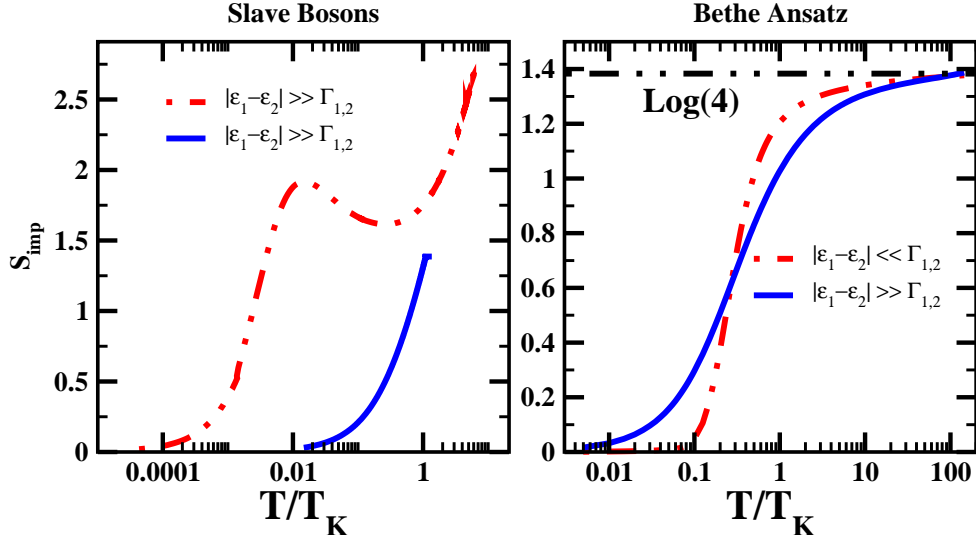 Slave Bosons
Bethe Ansatz
S_imp
2.5
2
1.5
1
0.5
0
|ε₁−ε₂| >> Γ₁,₂
|ε₁−ε₂| >> Γ₁,₂
0.0001
0.01
1
T/T_K
1.4
1.2
1
0.8
0.6
0.4
0.2
0
Log(4)
|ε₁−ε₂| << Γ₁,₂
|ε₁−ε₂| >> Γ₁,₂
0.01
0.1
1
10
100
T/T_K